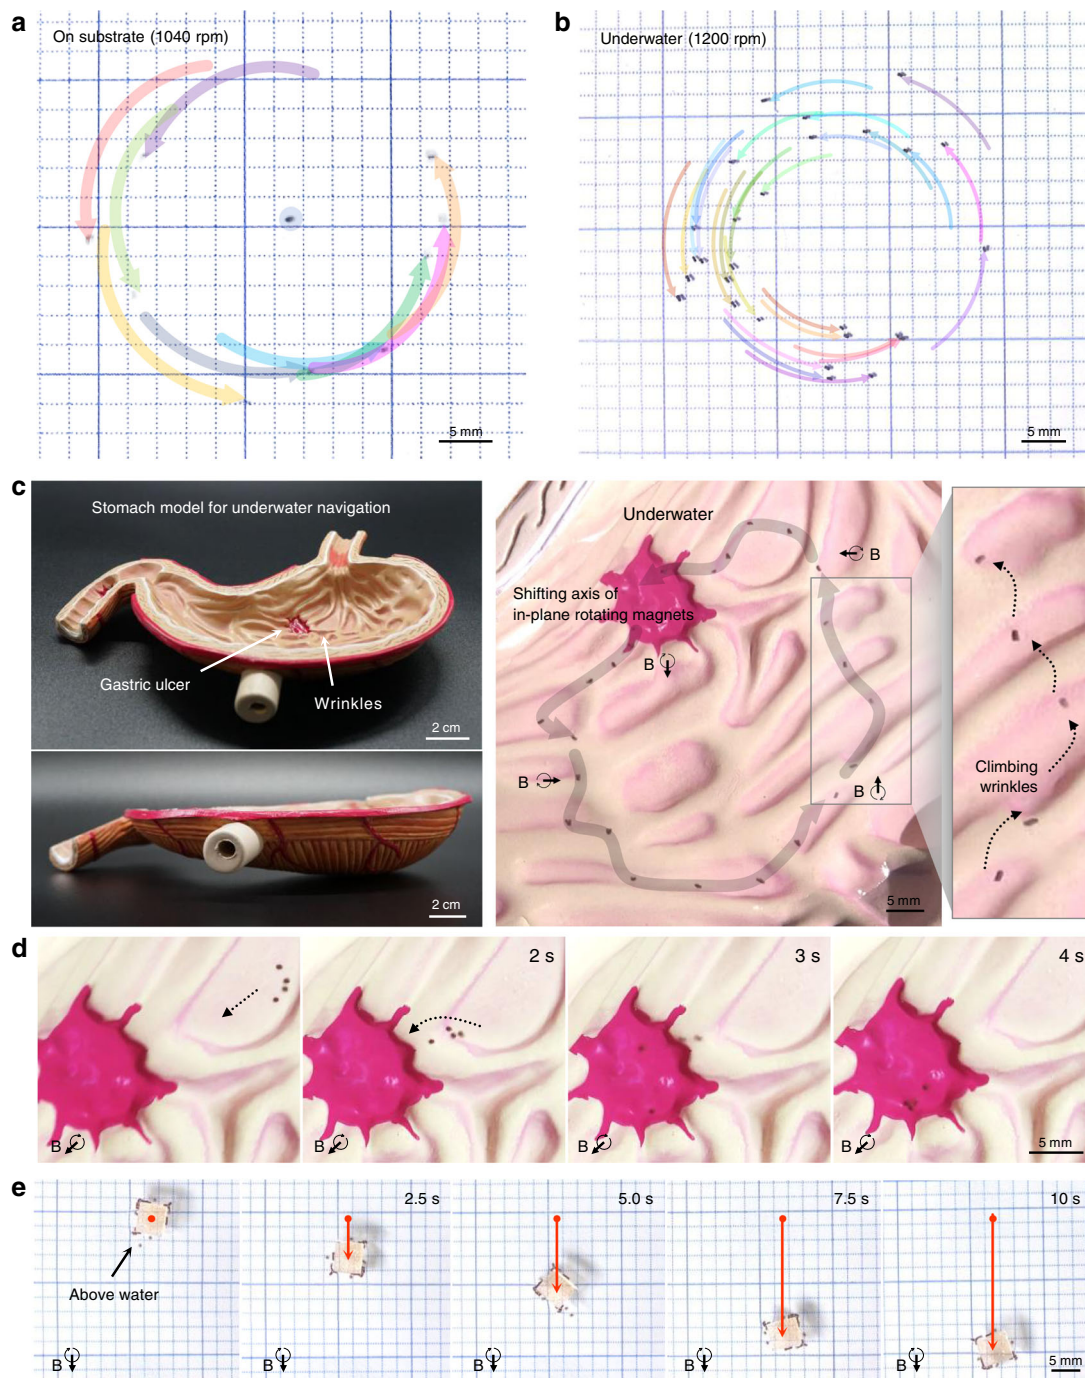 a
On substrate (1040 rpm)
5 mm
b
Underwater (1200 rpm)
5 mm
c
Stomach model for underwater navigation
Gastric ulcer
Wrinkles
2 cm
2 cm
Underwater
B
Shifting axis of
in-plane rotating magnets
B
B
B
5 mm
Climbing
wrinkles
d
B
2 s
B
3 s
B
4 s
B
5 mm
e
Above water
B
2.5 s
B
5.0 s
B
7.5 s
B
10 s
B
5 mm